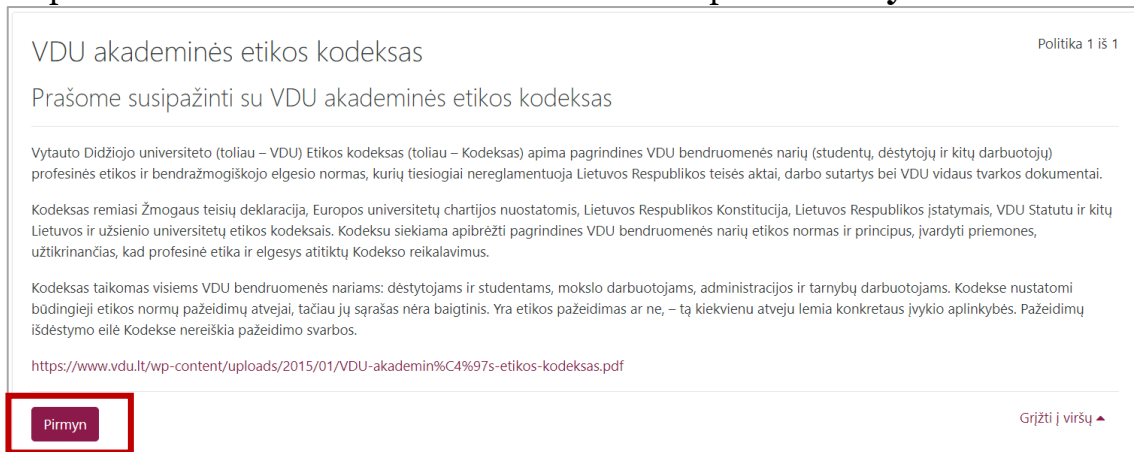 VDU akademinės etikos kodeksas
Politika 1 iš 1
Prašome susipažinti su VDU akademinės etikos kodeksas
Vytauto Didžiojo universiteto (toliau – VDU) Etikos kodeksas (toliau – Kodeksas) apima pagrindines VDU bendruomenės narių (studentų, dėstytojų ir kitų darbuotojų)
profesinės etikos ir bendražmogiškojo elgesio normas, kurių tiesiogiai nereglamentuoja Lietuvos Respublikos teisės aktai, darbo sutartys bei VDU vidaus tvarkos dokumentai.
Kodeksas remiasi Žmogaus teisių deklaracija, Europos universitetų chartijos nuostatomis, Lietuvos Respublikos Konstitucija, Lietuvos Respublikos įstatymais, VDU Statutu ir kitų
Lietuvos ir užsienio universitetų etikos kodeksais. Kodeksu siekiama apibrėžti pagrindines VDU bendruomenės narių etikos normas ir principus, įvardyti priemones,
užtikrinančias, kad profesinė etika ir elgesys atitiktų Kodekso reikalavimus.
Kodeksas taikomas visiems VDU bendruomenės nariams: dėstytojams ir studentams, mokslo darbuotojams, administracijos ir tarnybų darbuotojams. Kodekse nustatomi
būdingieji etikos normų pažeidimų atvejai, tačiau jų sąrašas nėra baigtinis. Yra etikos pažeidimas ar ne, – tą kiekvienu atveju lemia konkretaus įvykio aplinkybės. Pažeidimų
išdėstymo eilė Kodekse nereiškia pažeidimo svarbos.
https://www.vdu.lt/wp-content/uploads/2015/01/VDU-akademin%C4%97s-etikos-kodeksas.pdf
Pirmyn
Grįžti į viršų